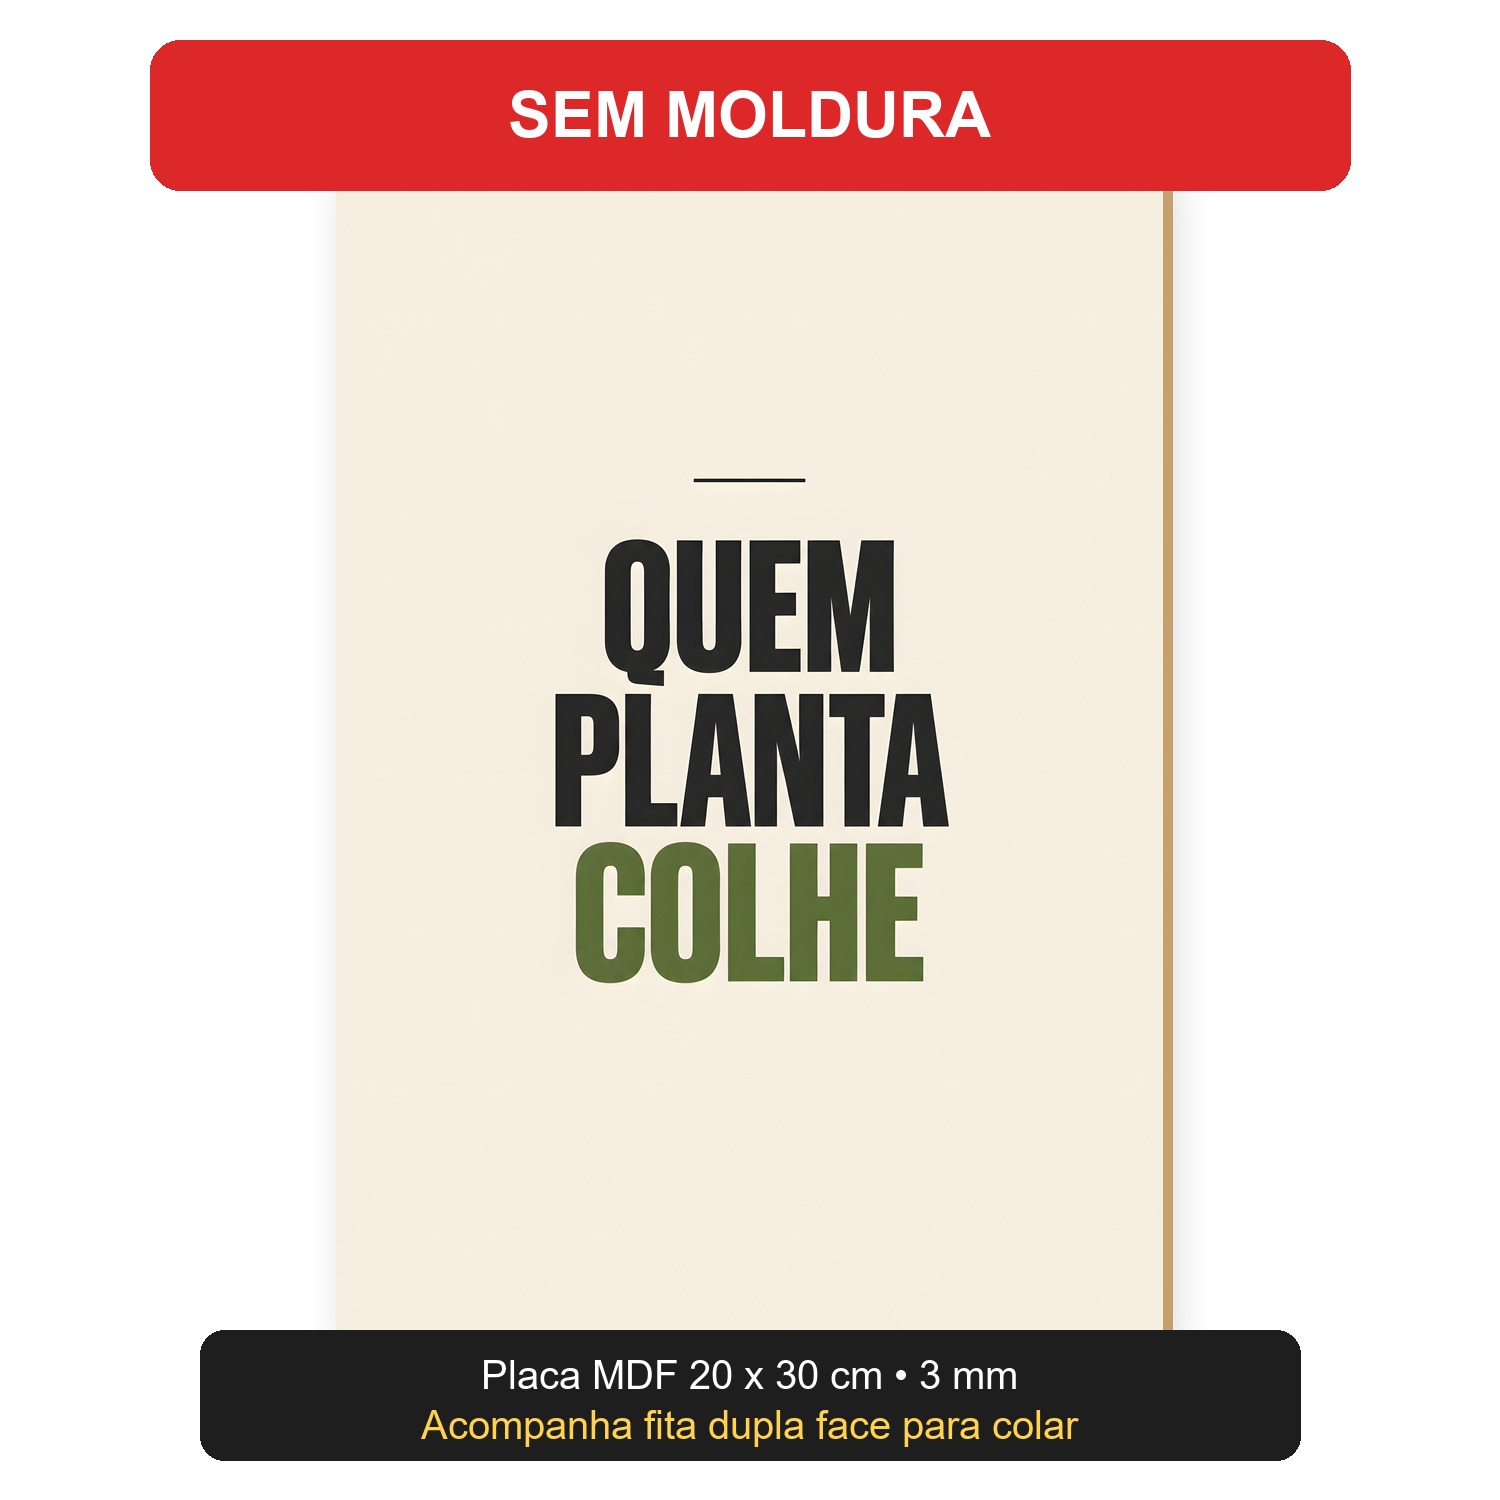 SEM MOLDURA
QUEM
PLANTA
COLHE
Placa MDF 20 x 30 cm • 3 mm
Acompanha fita dupla face para colar